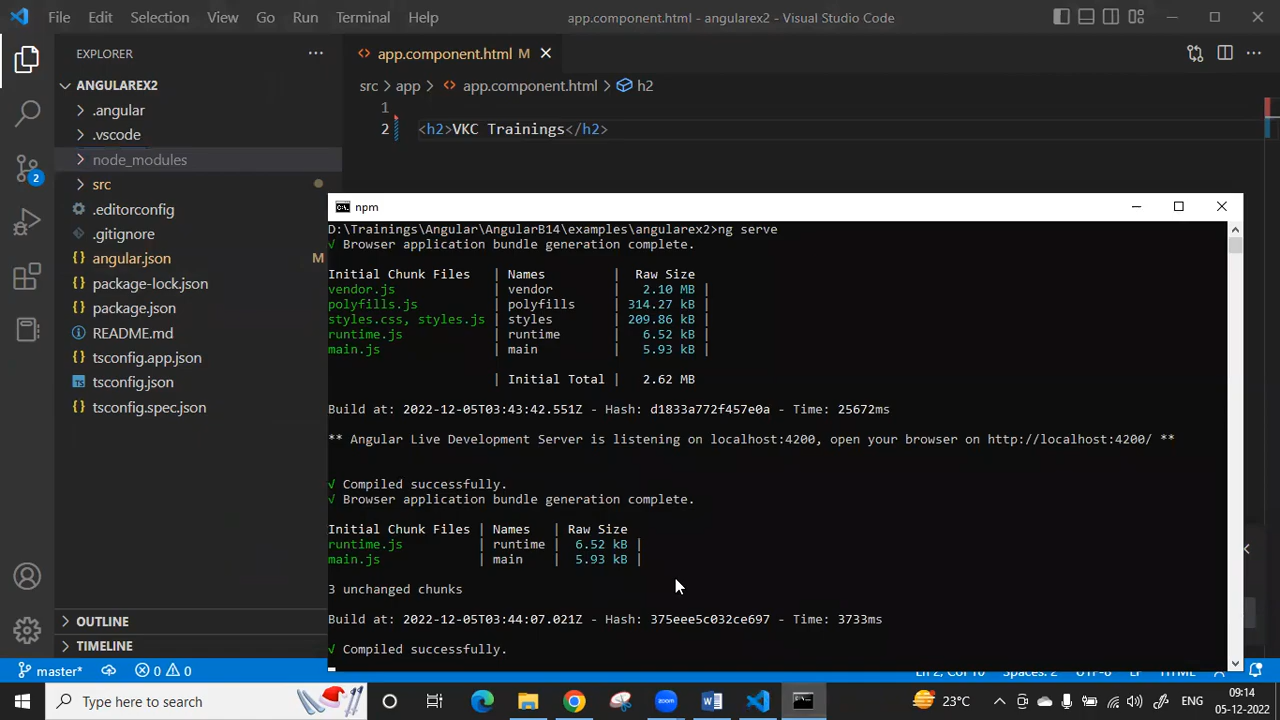 File Edit Selection View Go Run Terminal Help app.component.html - angularex2 - Visual Studio Code
EXPLORER
ANGULAREX2
.angular
.vscode
node_modules
src
.editorconfig
.gitignore
angular.json M
package-lock.json
package.json
README.md
tsconfig.app.json
tsconfig.json
tsconfig.spec.json
OUTLINE
TIMELINE
2
app.component.html M
src > app > app.component.html > h2
1
2 <h2>VKC Trainings</h2>
npm
D:\Trainings\Angular\AngularB14\examples\angularex2>ng serve
√ Browser application bundle generation complete.
Initial Chunk Files | Names | Raw Size
vendor.js | vendor | 2.10 MB |
polyfills.js | polyfills | 314.27 kB |
styles.css, styles.js | styles | 209.86 kB |
runtime.js | runtime | 6.52 kB |
main.js | main | 5.93 kB |
| Initial Total | 2.62 MB
Build at: 2022-12-05T03:43:42.551Z - Hash: d1833a772f457e0a - Time: 25672ms
** Angular Live Development Server is listening on localhost:4200, open your browser on http://localhost:4200/ **
√ Compiled successfully.
√ Browser application bundle generation complete.
Initial Chunk Files | Names | Raw Size
runtime.js | runtime | 6.52 kB |
main.js | main | 5.93 kB |
3 unchanged chunks
Build at: 2022-12-05T03:44:07.021Z - Hash: 375eee5c032ce697 - Time: 3733ms
√ Compiled successfully.
master* 0 0
Type here to search
zoom
23°C
ENG
09:14
05-12-2022